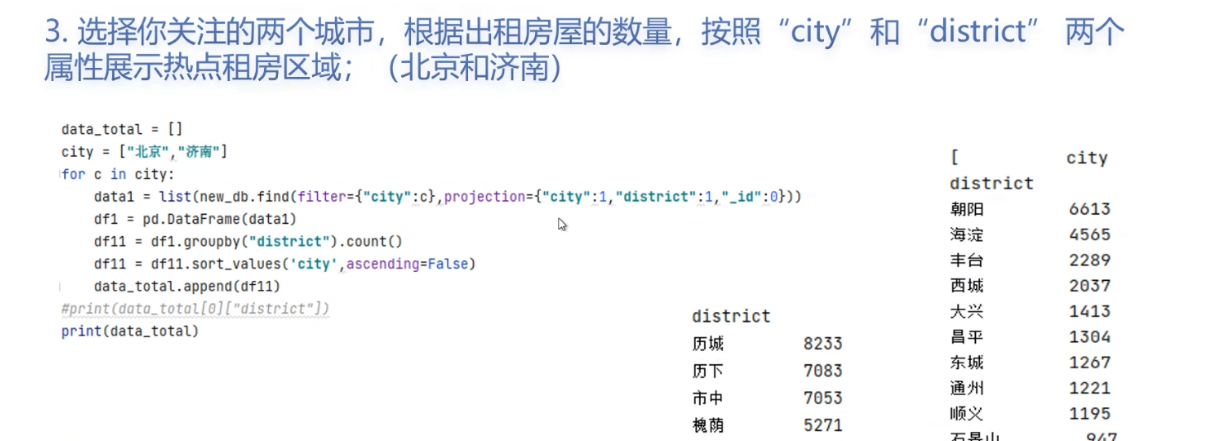 3. 选择你关注的两个城市，根据出租房屋的数量，按照“city”和“district” 两个
属性展示热点租房区域；（北京和济南）
data_total = []
city = ["北京","济南"]
for c in city:
    data1 = list(new_db.find(filter={"city":c},projection={"city":1,"district":1,"_id":0}))
    df1 = pd.DataFrame(data1)
    df11 = df1.groupby("district").count()
    df11 = df11.sort_values('city',ascending=False)
    data_total.append(df11)
#print(data_total[0]["district"])
print(data_total)
district
历城 8233
历下 7083
市中 7053
槐荫 5271
[ city
district
朝阳 6613
海淀 4565
丰台 2289
西城 2037
大兴 1413
昌平 1304
东城 1267
通州 1221
顺义 1195
石景山 947